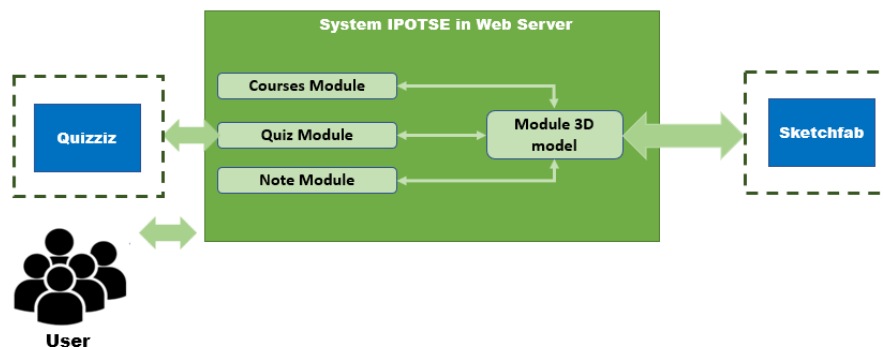 System IPOTSE in Web Server
Courses Module
Quizziz
Quiz Module
Module 3D
model
Sketchfab
Note Module
User